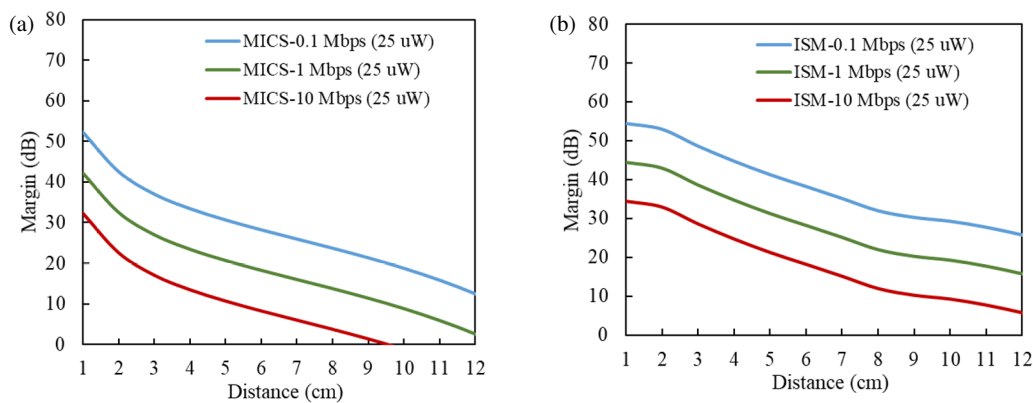 (a)
80
70
60
50
40
30
20
10
0
Margin (dB)
MICS-0.1 Mbps (25 uW)
MICS-1 Mbps (25 uW)
MICS-10 Mbps (25 uW)
1 2 3 4 5 6 7 8 9 10 11 12
Distance (cm)
(b)
80
70
60
50
40
30
20
10
0
Margin (dB)
ISM-0.1 Mbps (25 uW)
ISM-1 Mbps (25 uW)
ISM-10 Mbps (25 uW)
1 2 3 4 5 6 7 8 9 10 11 12
Distance (cm)